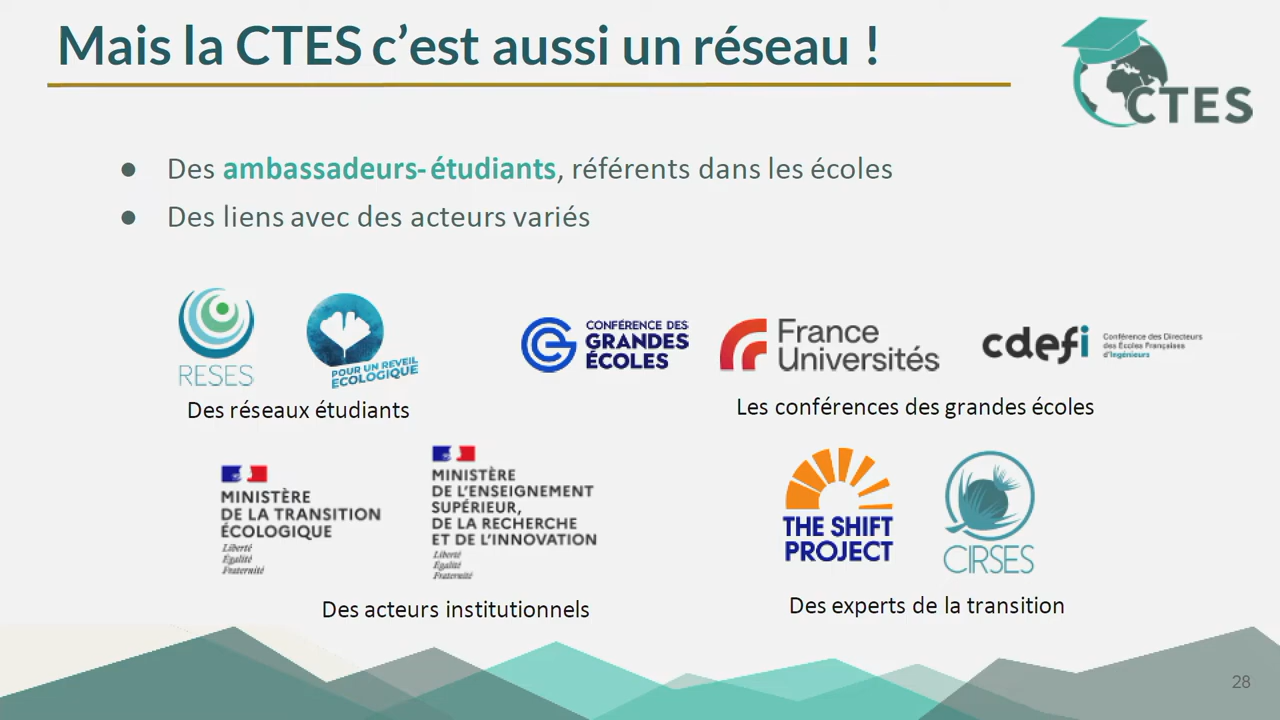 Mais la CTES c’est aussi un réseau !
CTES
● Des ambassadeurs-étudiants, référents dans les écoles
● Des liens avec des acteurs variés
RESES
POUR UN REVEIL
ÉCOLOGIQUE
CONFÉRENCE DES
GRANDES
ÉCOLES
France
Universités
cdefi
Conférence des Directeurs
des Écoles Françaises
d'Ingénieurs
Des réseaux étudiants
Les conférences des grandes écoles
MINISTÈRE
DE LA TRANSITION
ÉCOLOGIQUE
Liberté
Égalité
Fraternité
MINISTÈRE
DE L'ENSEIGNEMENT
SUPÉRIEUR,
DE LA RECHERCHE
ET DE L'INNOVATION
Liberté
Égalité
Fraternité
THE SHIFT
PROJECT
CIRSES
Des acteurs institutionnels
Des experts de la transition
28